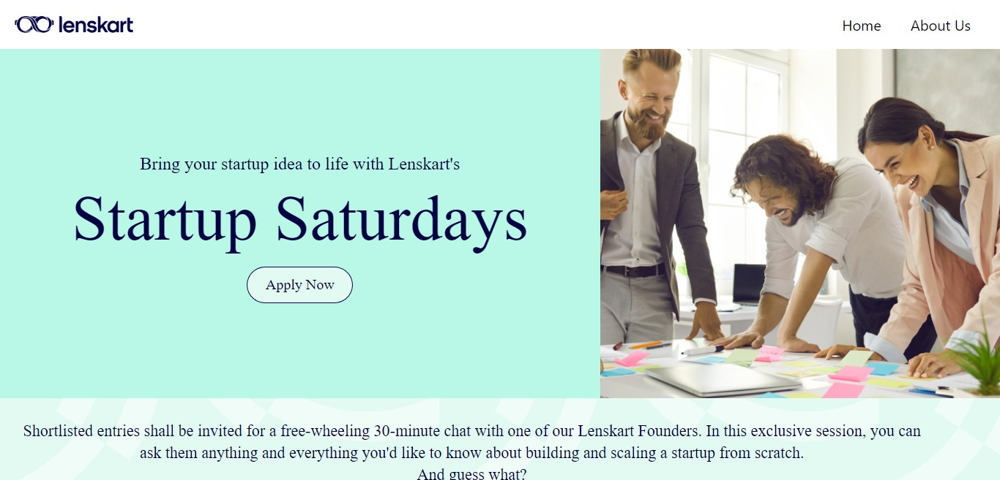 lenskart
Home
About Us
Bring your startup idea to life with Lenskart's
Startup Saturdays
Apply Now
Shortlisted entries shall be invited for a free-wheeling 30-minute chat with one of our Lenskart Founders. In this exclusive session, you can
ask them anything and everything you'd like to know about building and scaling a startup from scratch.
And guess what?